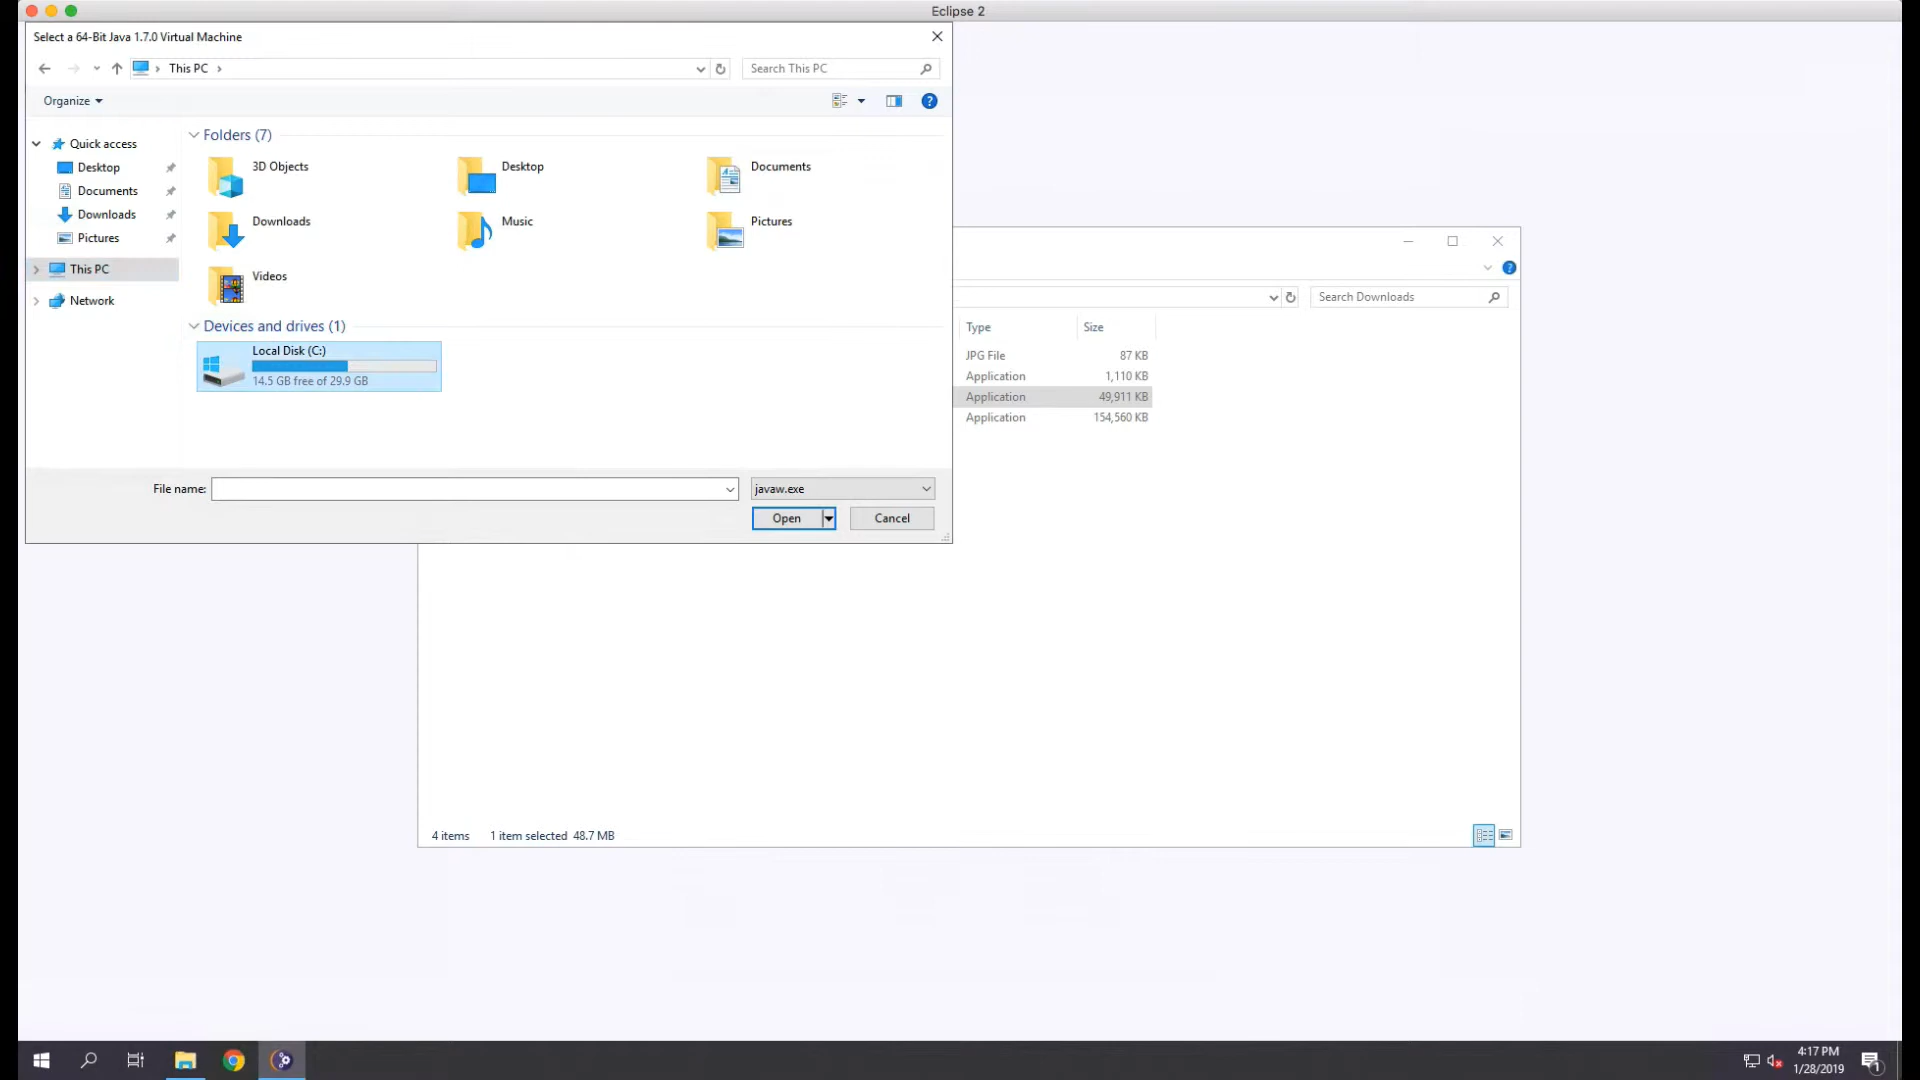 Eclipse 2
Select a 64-Bit Java 1.7.0 Virtual Machine
This PC
Search This PC
Organize
Quick access
Desktop
Documents
Downloads
Pictures
This PC
Network
Folders (7)
3D Objects
Desktop
Documents
Downloads
Music
Pictures
Videos
Devices and drives (1)
Local Disk (C:)
14.5 GB free of 29.9 GB
File name:
javaw.exe
Open
Cancel
Search Downloads
Type Size
JPG File 87 KB
Application 1,110 KB
Application 49,911 KB
Application 154,560 KB
4 items 1 item selected 48.7 MB
4:17 PM
1/28/2019
1